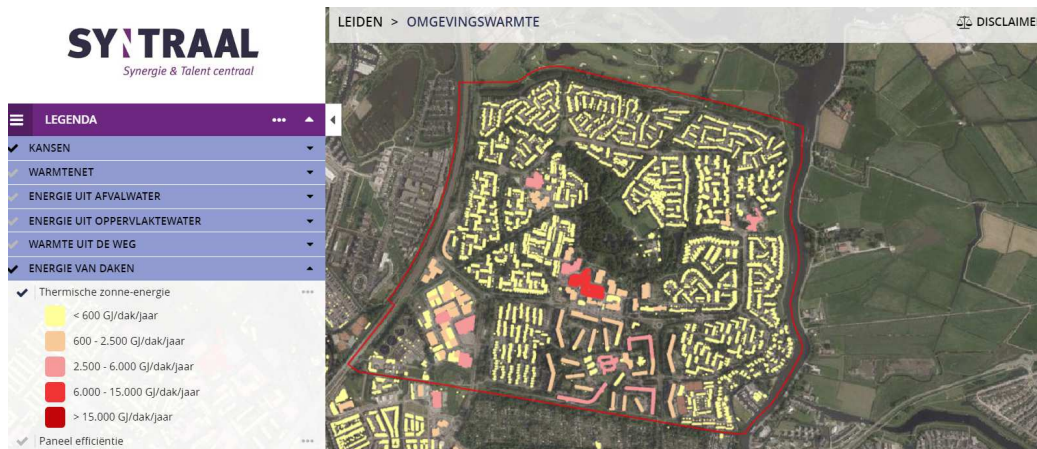 SYNTRAAL
Synergie & Talent centraal
LEIDEN > OMGEVINGSWARMTE
DISCLAIME
LEGENDA
KANSEN
WARMTENET
ENERGIE UIT AFVALWATER
ENERGIE UIT OPPERVLAKTEWATER
WARMTE UIT DE WEG
ENERGIE VAN DAKEN
Thermische zonne-energie
< 600 GJ/dak/jaar
600 - 2.500 GJ/dak/jaar
2.500 - 6.000 GJ/dak/jaar
6.000 - 15.000 GJ/dak/jaar
> 15.000 GJ/dak/jaar
Paneel efficiëntie